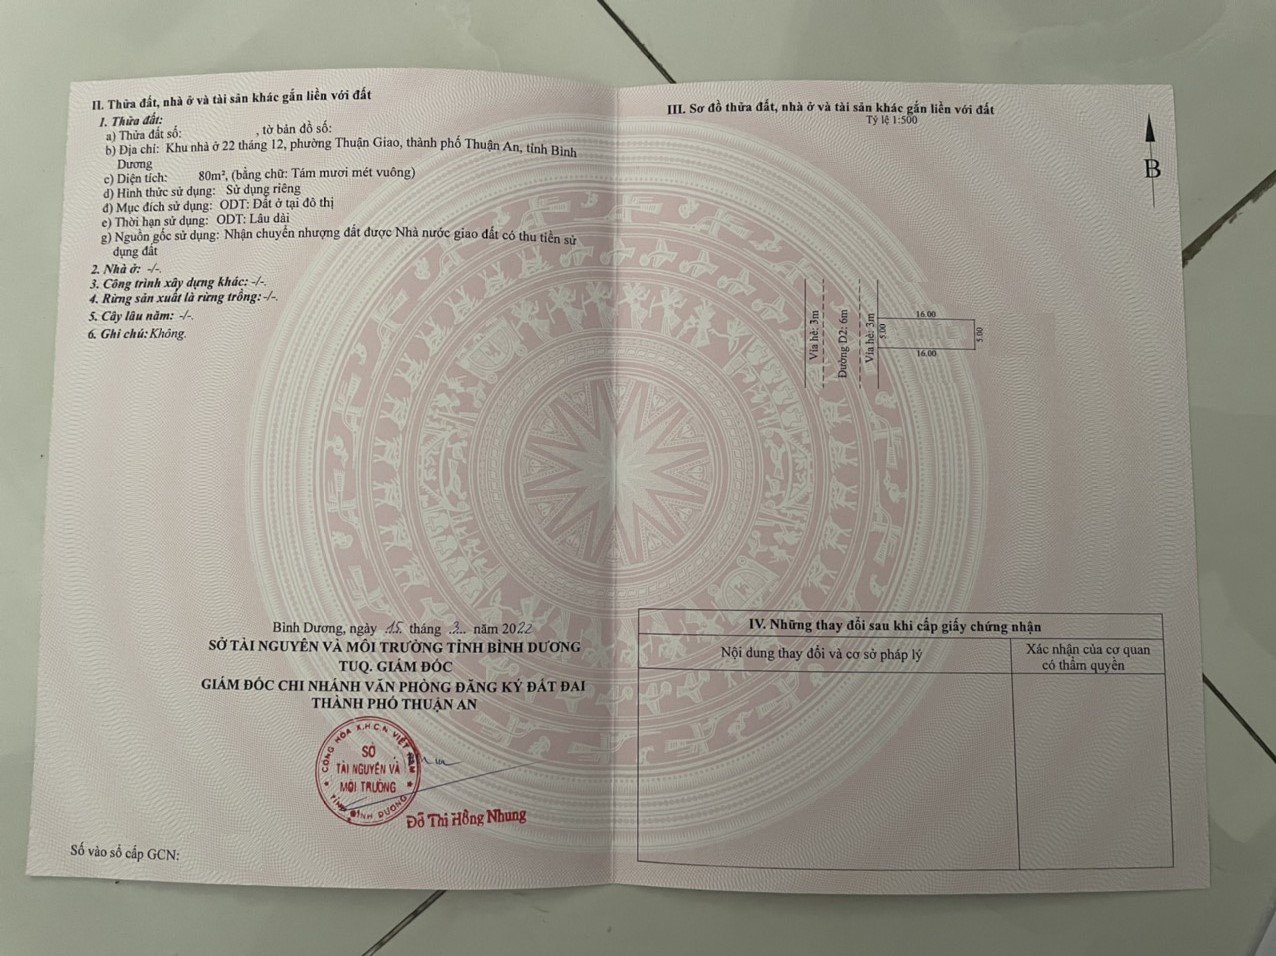 II. Thửa đất, nhà ở và tài sản khác gắn liền với đất
1. Thửa đất:
a) Thửa đất số: , tờ bản đồ số:
b) Địa chỉ: Khu nhà ở 22 tháng 12, phường Thuận Giao, thành phố Thuận An, tỉnh Bình
Dương
c) Diện tích: 80m², (bằng chữ: Tám mươi mét vuông)
d) Hình thức sử dụng: Sử dụng riêng
đ) Mục đích sử dụng: ODT: Đất ở tại đô thị
e) Thời hạn sử dụng: ODT: Lâu dài
g) Nguồn gốc sử dụng: Nhận chuyển nhượng đất được Nhà nước giao đất có thu tiền sử
dụng đất
2. Nhà ở: -/-.
3. Công trình xây dựng khác: -/-.
4. Rừng sản xuất là rừng trồng: -/-.
5. Cây lâu năm: -/-.
6. Ghi chú: Không.
Bình Dương, ngày 15 tháng 3 năm 2022
SỞ TÀI NGUYÊN VÀ MÔI TRƯỜNG TỈNH BÌNH DƯƠNG
TUQ. GIÁM ĐỐC
GIÁM ĐỐC CHI NHÁNH VĂN PHÒNG ĐĂNG KÝ ĐẤT ĐAI
THÀNH PHỐ THUẬN AN
CỘNG HÒA X.H.C.N VIỆT NAM
SỞ
TÀI NGUYÊN VÀ
MÔI TRƯỜNG
TỈNH BÌNH DƯƠNG
Đỗ Thị Hồng Nhung
Số vào sổ cấp GCN:
III. Sơ đồ thửa đất, nhà ở và tài sản khác gắn liền với đất
Tỷ lệ 1:500
B
Vỉa hè: 3m
Đường D2: 6m
Vỉa hè: 3m
16.00
5.00
5.00
16.00
IV. Những thay đổi sau khi cấp giấy chứng nhận
Nội dung thay đổi và cơ sở pháp lý
Xác nhận của cơ quan
có thẩm quyền